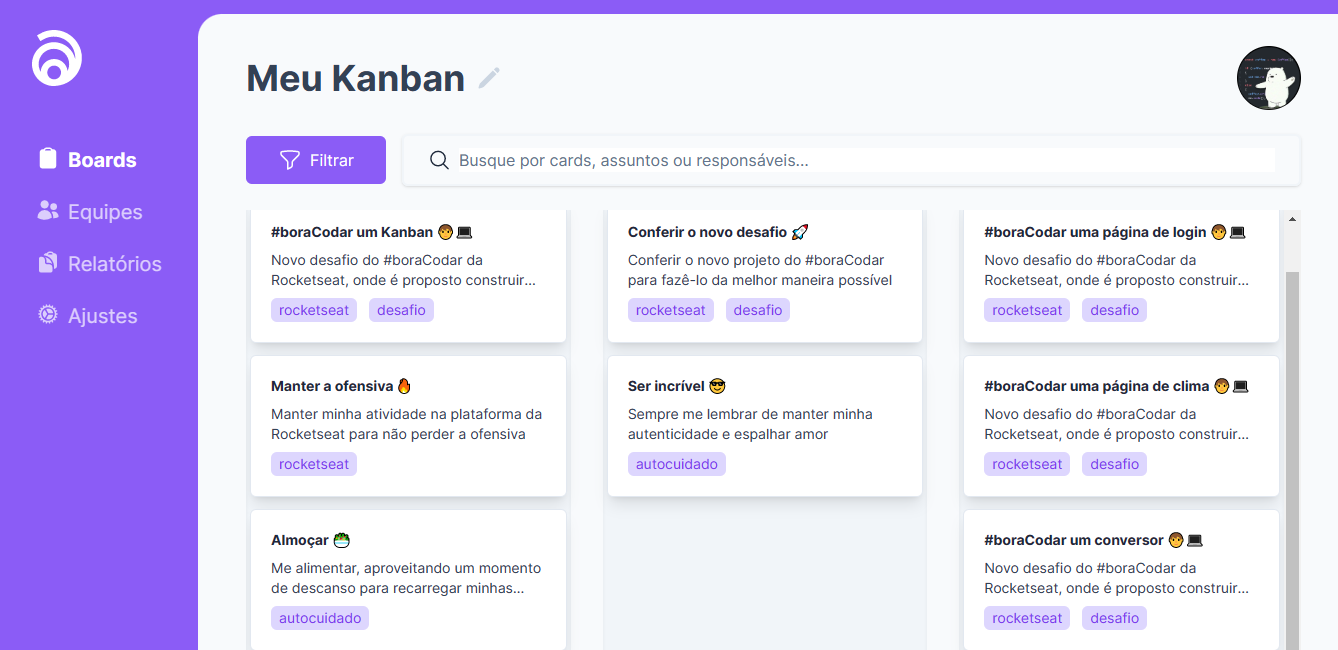 Meu Kanban
Boards
Equipes
Relatórios
Ajustes
Filtrar
Busque por cards, assuntos ou responsáveis...
#boraCodar um Kanban 🧑💻
Novo desafio do #boraCodar da
Rocketseat, onde é proposto construir...
rocketseat desafio
Manter a ofensiva 🔥
Manter minha atividade na plataforma da
Rocketseat para não perder a ofensiva
rocketseat
Almoçar 🥗
Me alimentar, aproveitando um momento
de descanso para recarregar minhas...
autocuidado
Conferir o novo desafio 🚀
Conferir o novo projeto do #boraCodar
para fazê-lo da melhor maneira possível
rocketseat desafio
Ser incrível 😎
Sempre me lembrar de manter minha
autenticidade e espalhar amor
autocuidado
#boraCodar uma página de login 🧑💻
Novo desafio do #boraCodar da
Rocketseat, onde é proposto construir...
rocketseat desafio
#boraCodar uma página de clima 🧑💻
Novo desafio do #boraCodar da
Rocketseat, onde é proposto construir...
rocketseat desafio
#boraCodar um conversor 🧑💻
Novo desafio do #boraCodar da
Rocketseat, onde é proposto construir...
rocketseat desafio